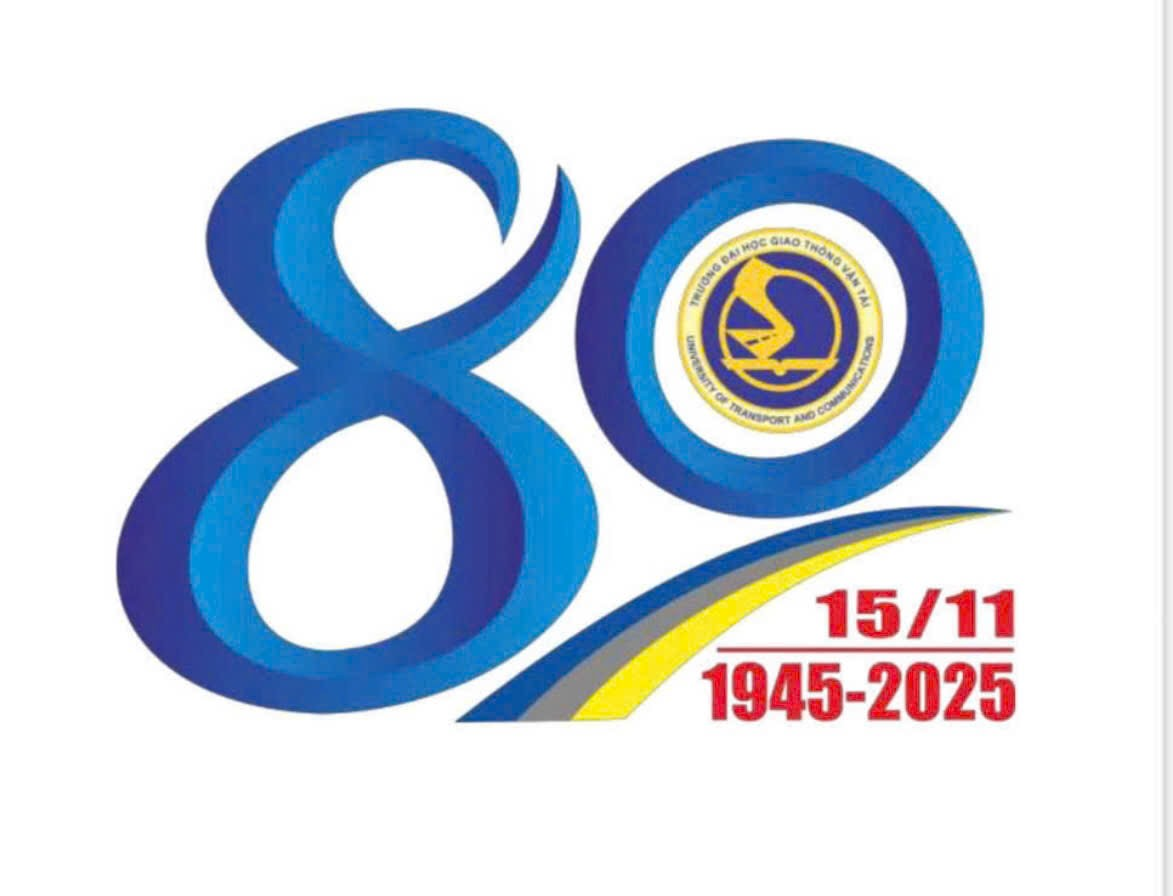 80
TRƯỜNG ĐẠI HỌC GIAO THÔNG VẬN TẢI
UNIVERSITY OF TRANSPORT AND COMMUNICATIONS
15/11
1945-2025